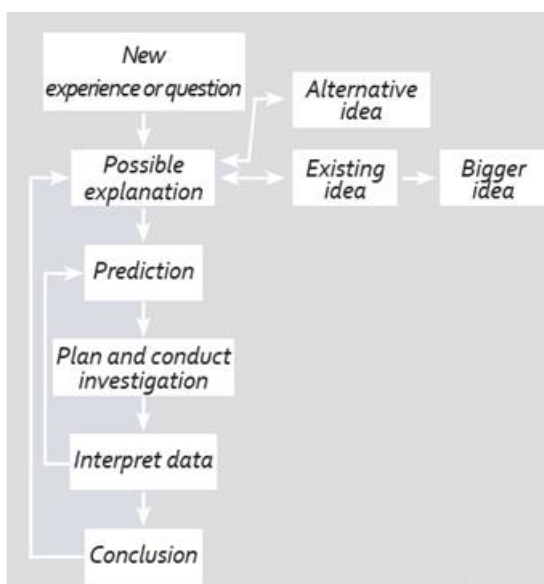 New
experience or question
Alternative
idea
Possible
explanation
Existing
idea
Bigger
idea
Prediction
Plan and conduct
investigation
Interpret data
Conclusion